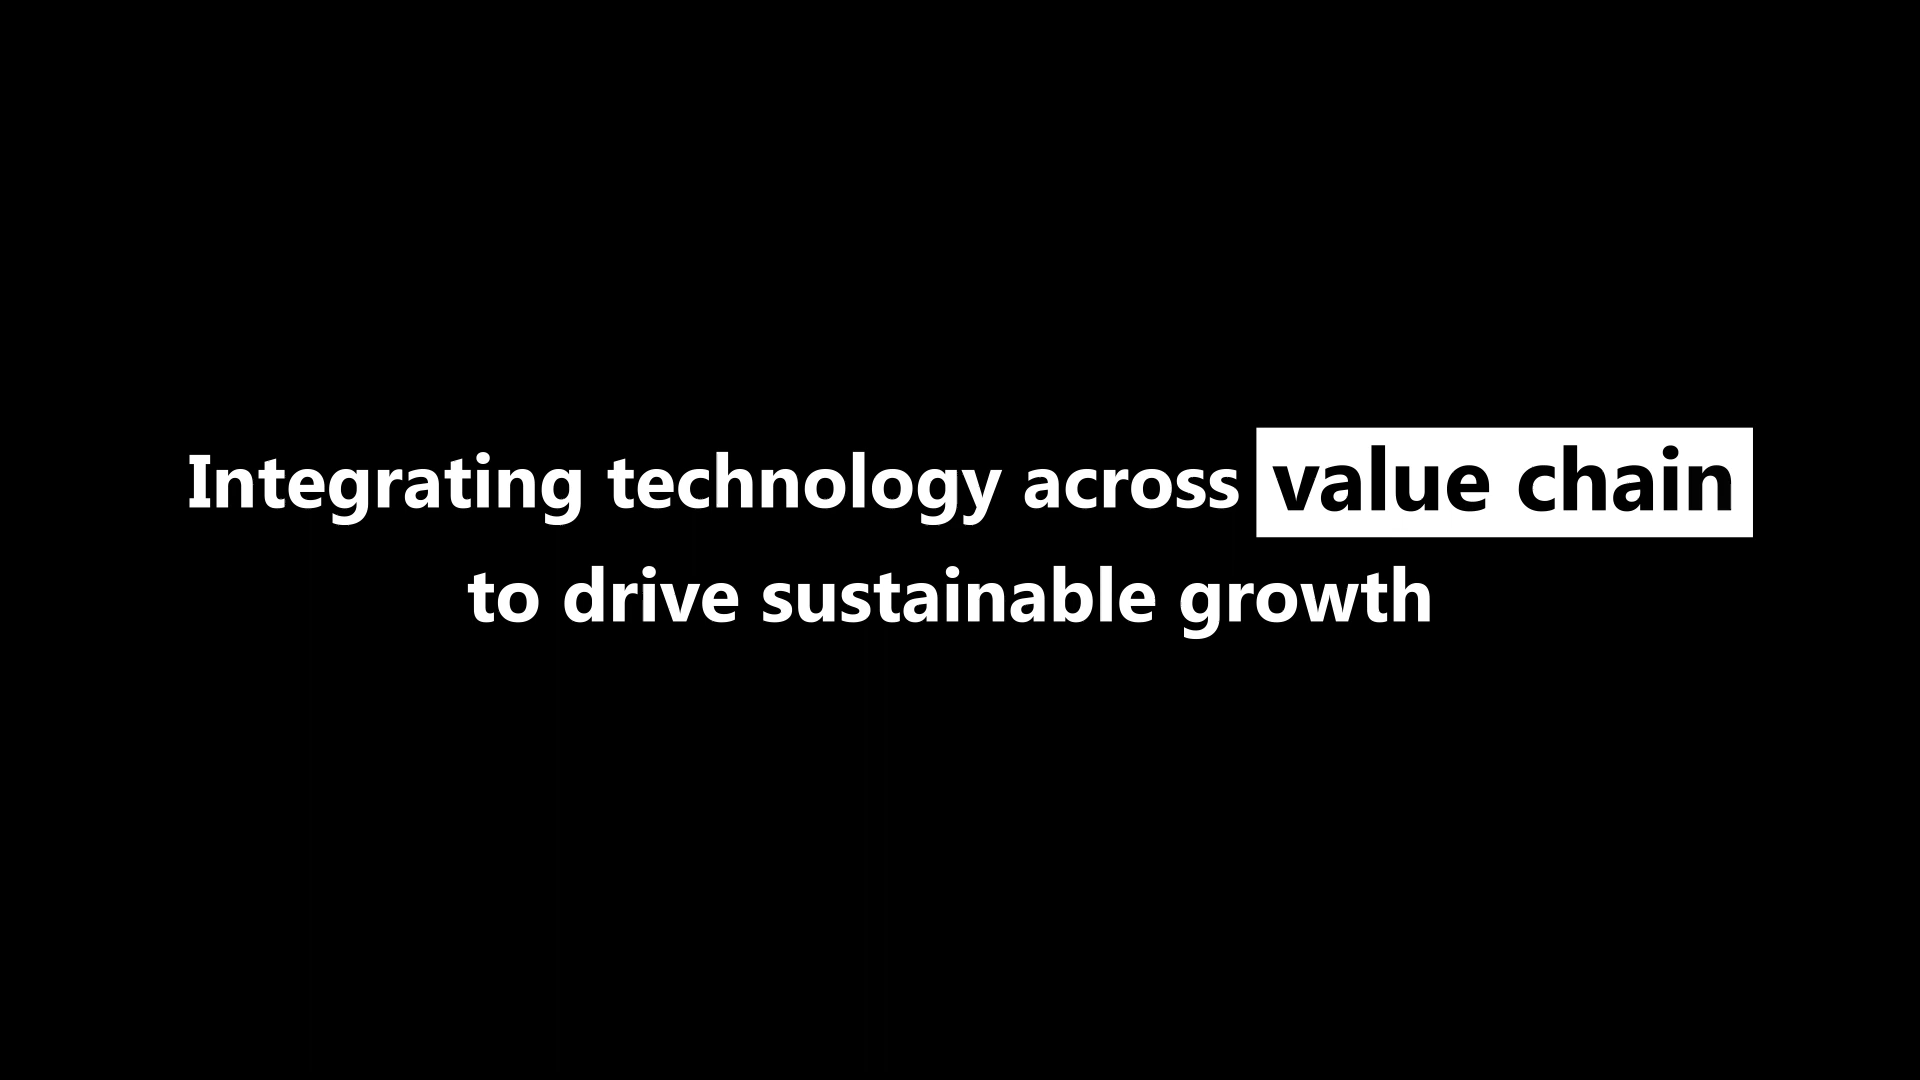 Integrating technology across value chain
to drive sustainable growth